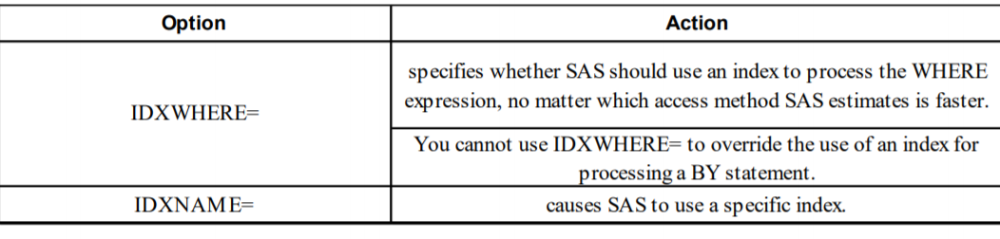 Option Action
specifies whether SAS should use an index to process the WHERE
expression, no matter which access method SAS estimates is faster.
IDXWHERE=
You cannot use IDXWHERE= to override the use of an index for
processing a BY statement.
IDXNAME= causes SAS to use a specific index.